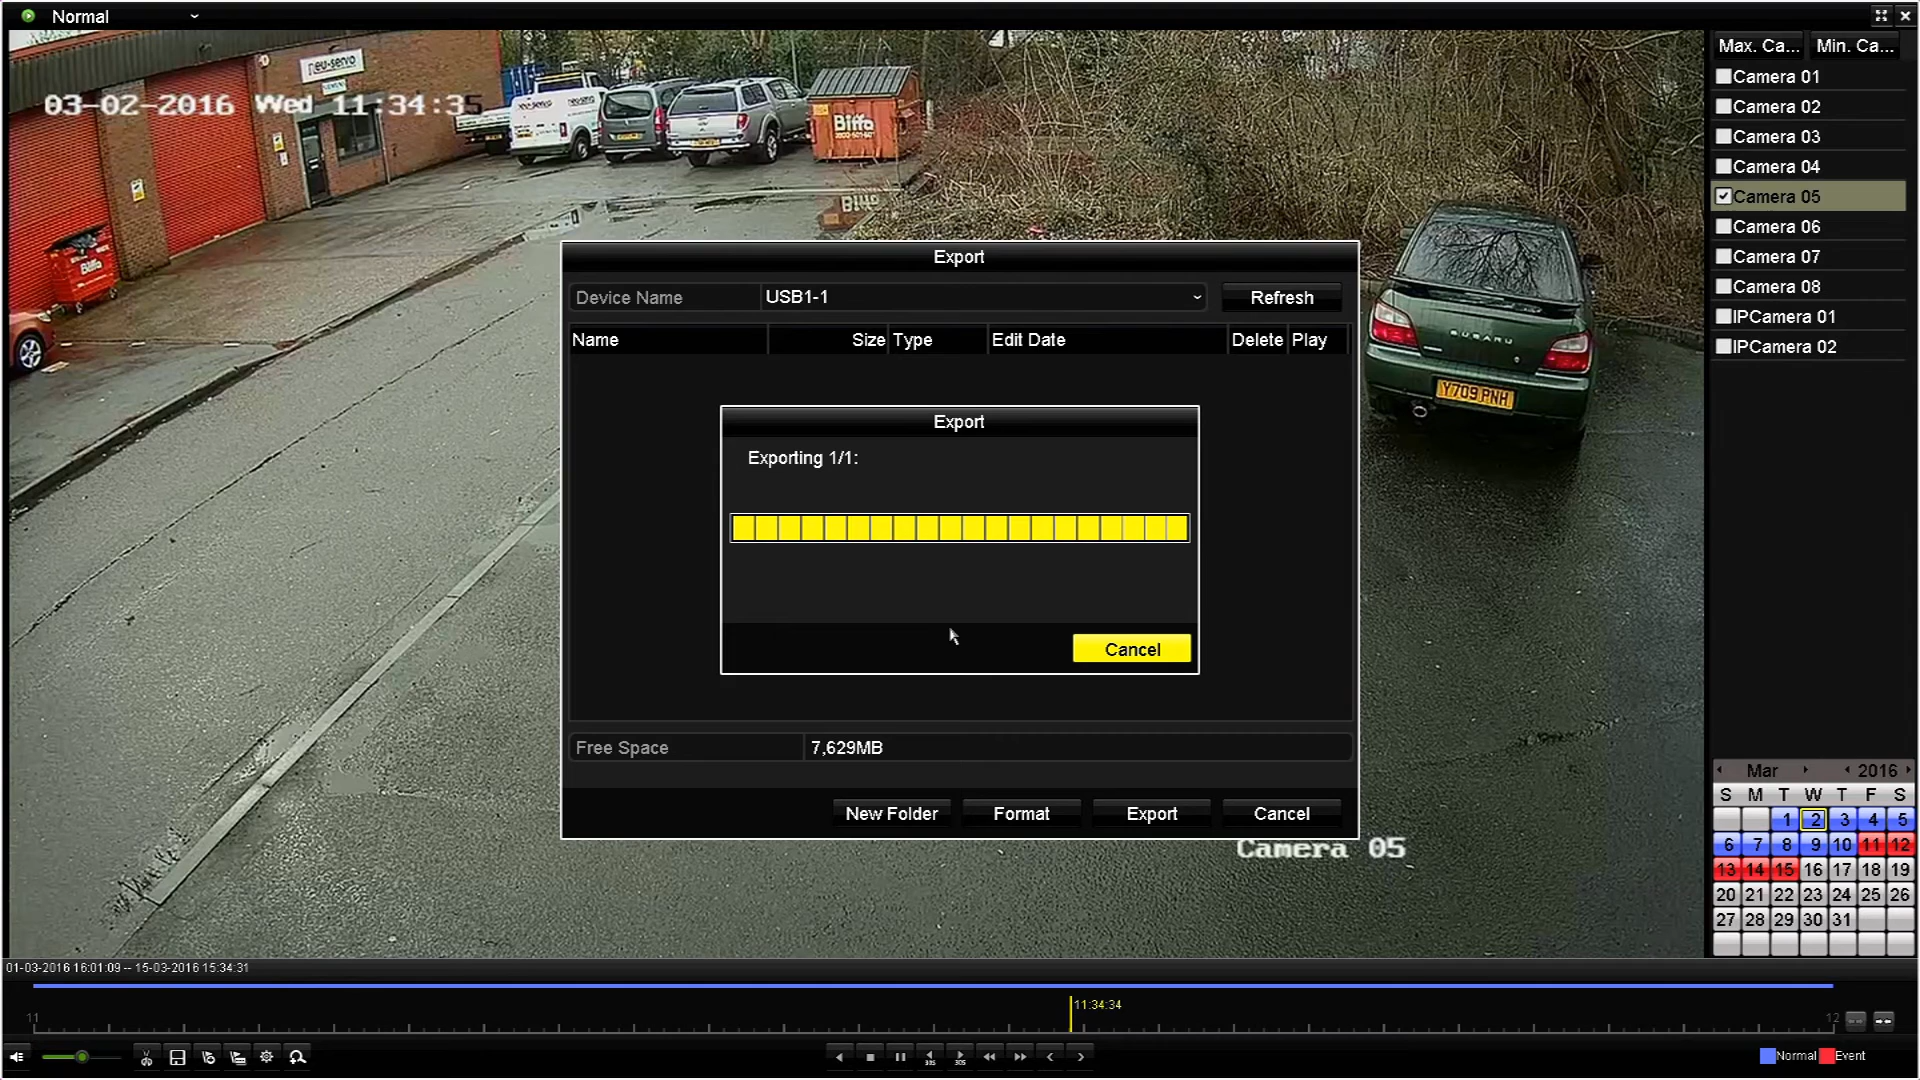 Normal
Max. Ca... Min. Ca...
neu-servo
03-02-2016 Wed 11:34:35
Biffa
Biffa
Camera 01
Camera 02
Camera 03
Camera 04
Camera 05
Camera 06
Camera 07
Camera 08
IPCamera 01
IPCamera 02
SUBARU
Y709 PNH
Export
Device Name USB1-1 Refresh
Name Size Type Edit Date Delete Play
Export
Exporting 1/1:
Cancel
Free Space 7,629MB
New Folder Format Export Cancel
Camera 05
Mar 2016
S M T W T F S
1 2 3 4 5
6 7 8 9 10 11 12
13 14 15 16 17 18 19
20 21 22 23 24 25 26
27 28 29 30 31
01-03-2016 16:01:09 -- 15-03-2016 15:34:31
11:34:34
11 12
30S 30S
Normal Event